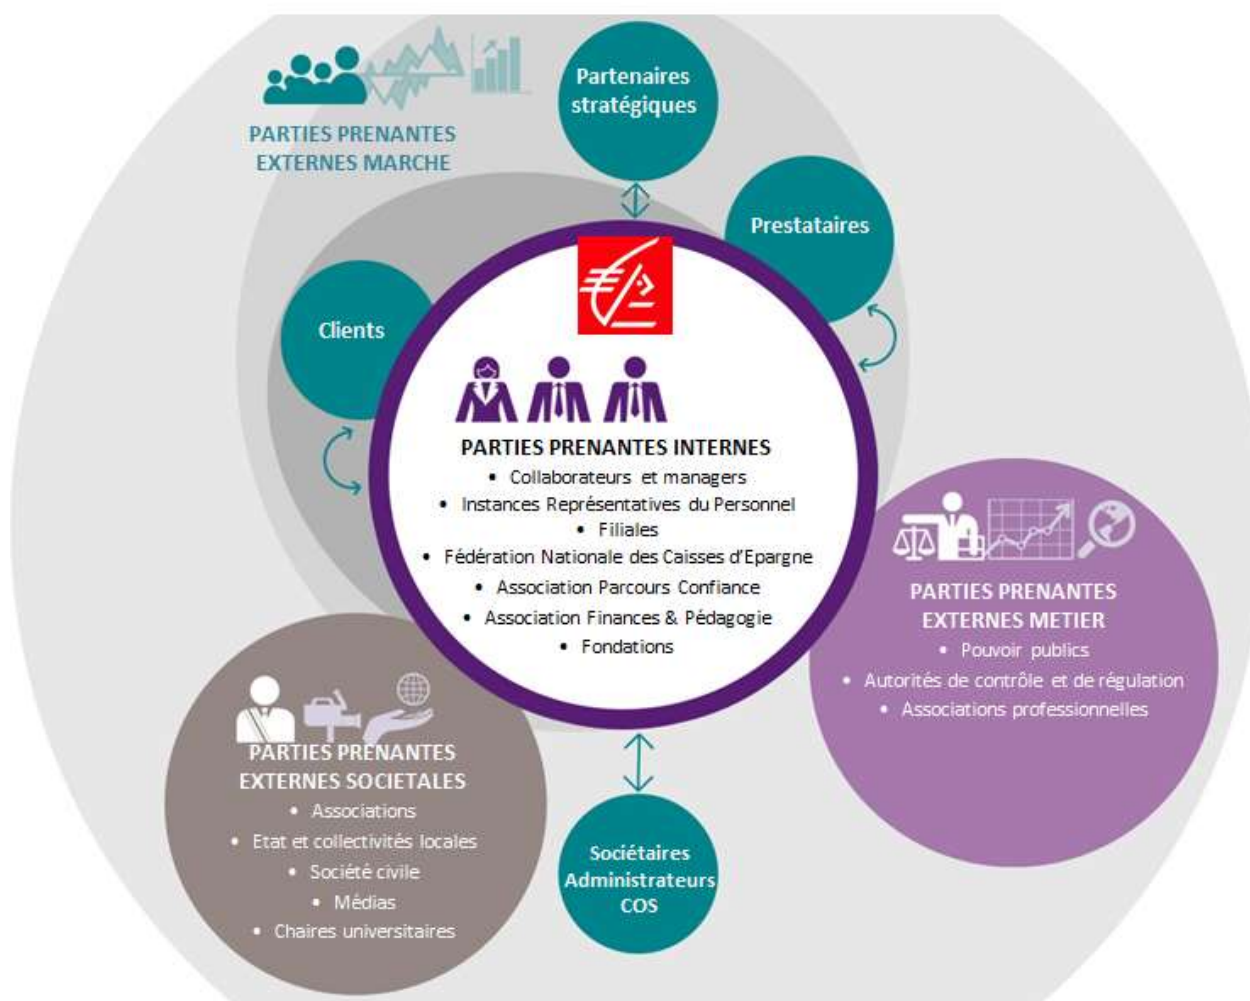 PARTIES PRENANTES
EXTERNES MARCHE
Partenaires
stratégiques
Prestataires
Clients
PARTIES PRENANTES INTERNES
• Collaborateurs et managers
• Instances Représentatives du Personnel
• Filiales
• Fédération Nationale des Caisses d'Epargne
• Association Parcours Confiance
• Association Finances & Pédagogie
• Fondations
PARTIES PRENANTES
EXTERNES METIER
• Pouvoir publics
• Autorités de contrôle et de régulation
• Associations professionnelles
PARTIES PRENANTES
EXTERNES SOCIETALES
• Associations
• Etat et collectivités locales
• Société civile
• Médias
• Chaires universitaires
Sociétaires
Administrateurs
COS